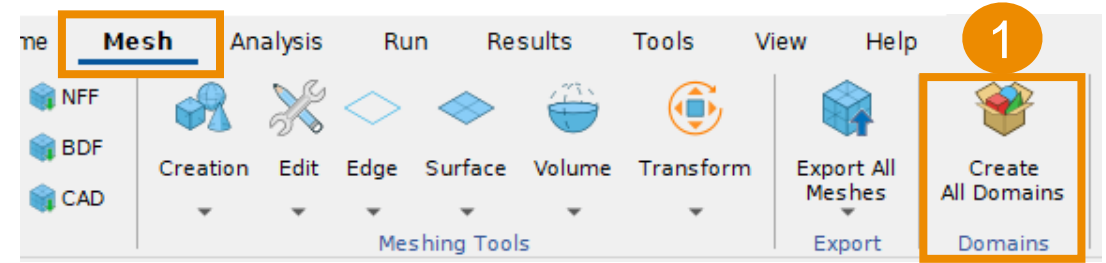 me Mesh Analysis Run Results Tools View Help 1
NFF
BDF
CAD
Creation Edit Edge Surface Volume Transform
Meshing Tools
Export All
Meshes
Export
Create
All Domains
Domains